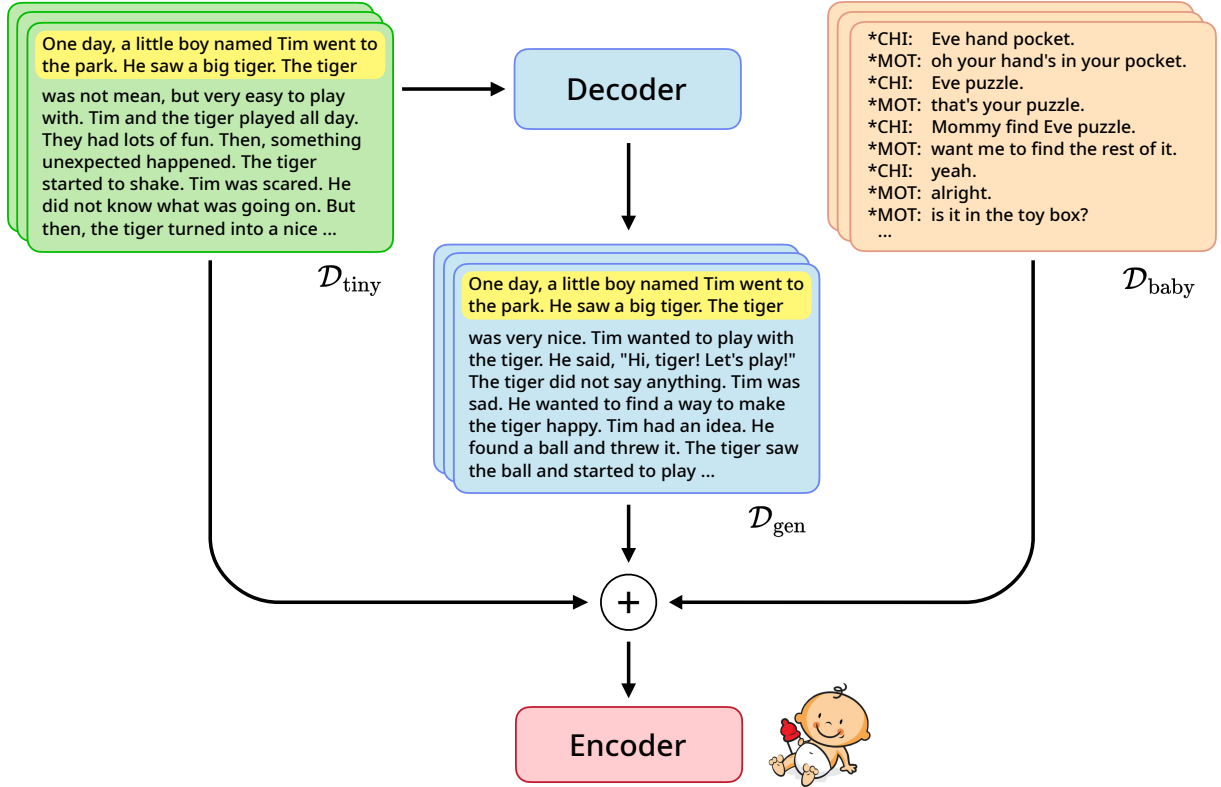 One day, a little boy named Tim went to
the park. He saw a big tiger. The tiger
was not mean, but very easy to play
with. Tim and the tiger played all day.
They had lots of fun. Then, something
unexpected happened. The tiger
started to shake. Tim was scared. He
did not know what was going on. But
then, the tiger turned into a nice ...
𝒟tiny
Decoder
*CHI: Eve hand pocket.
*MOT: oh your hand's in your pocket.
*CHI: Eve puzzle.
*MOT: that's your puzzle.
*CHI: Mommy find Eve puzzle.
*MOT: want me to find the rest of it.
*CHI: yeah.
*MOT: alright.
*MOT: is it in the toy box?
...
𝒟baby
One day, a little boy named Tim went to
the park. He saw a big tiger. The tiger
was very nice. Tim wanted to play with
the tiger. He said, "Hi, tiger! Let's play!"
The tiger did not say anything. Tim was
sad. He wanted to find a way to make
the tiger happy. Tim had an idea. He
found a ball and threw it. The tiger saw
the ball and started to play ...
𝒟gen
+
Encoder